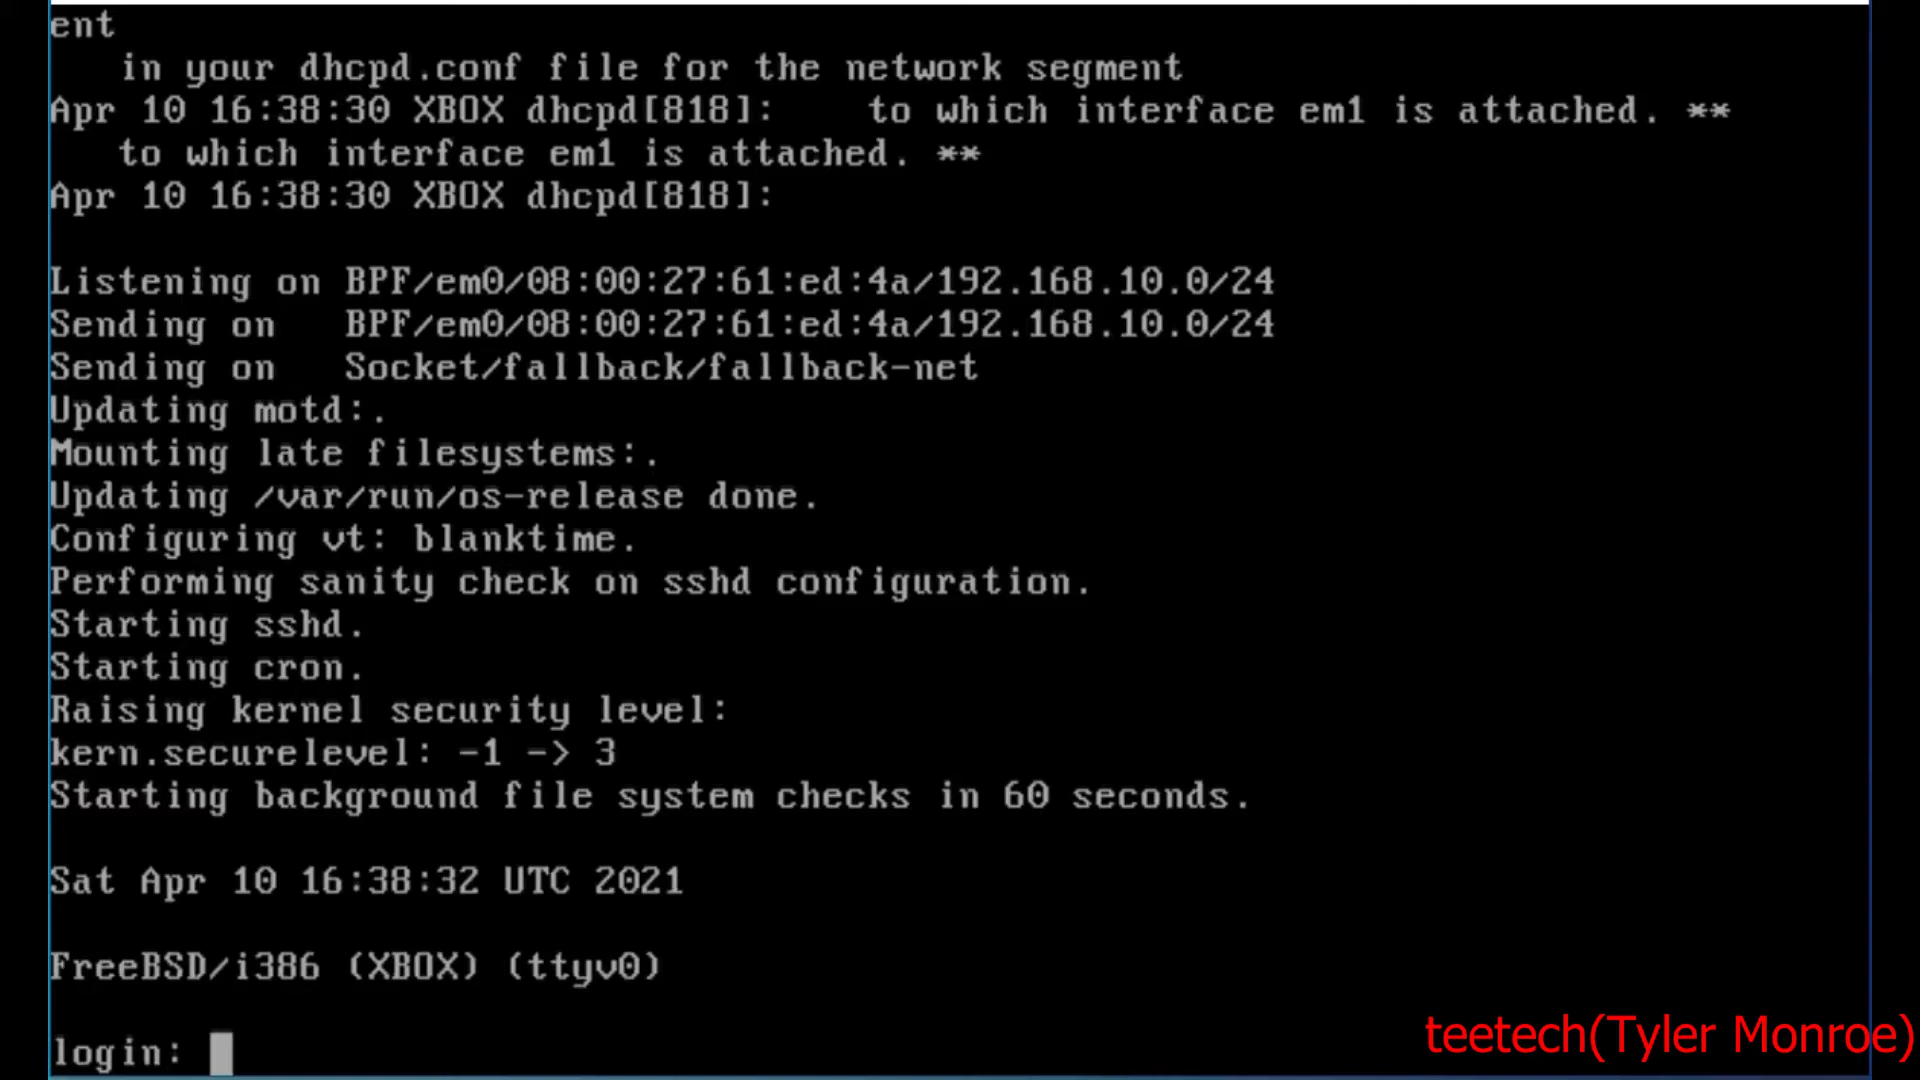 ent
in your dhcpd.conf file for the network segment
Apr 10 16:38:30 XBOX dhcpd[818]:    to which interface em1 is attached. **
to which interface em1 is attached. **
Apr 10 16:38:30 XBOX dhcpd[818]:
Listening on BPF/em0/08:00:27:61:ed:4a/192.168.10.0/24
Sending on   BPF/em0/08:00:27:61:ed:4a/192.168.10.0/24
Sending on   Socket/fallback/fallback-net
Updating motd:.
Mounting late filesystems:.
Updating /var/run/os-release done.
Configuring vt: blanktime.
Performing sanity check on sshd configuration.
Starting sshd.
Starting cron.
Raising kernel security level:
kern.securelevel: -1 -> 3
Starting background file system checks in 60 seconds.
Sat Apr 10 16:38:32 UTC 2021
FreeBSD/i386 (XBOX) (ttyv0)
login:
teetech(Tyler Monroe)